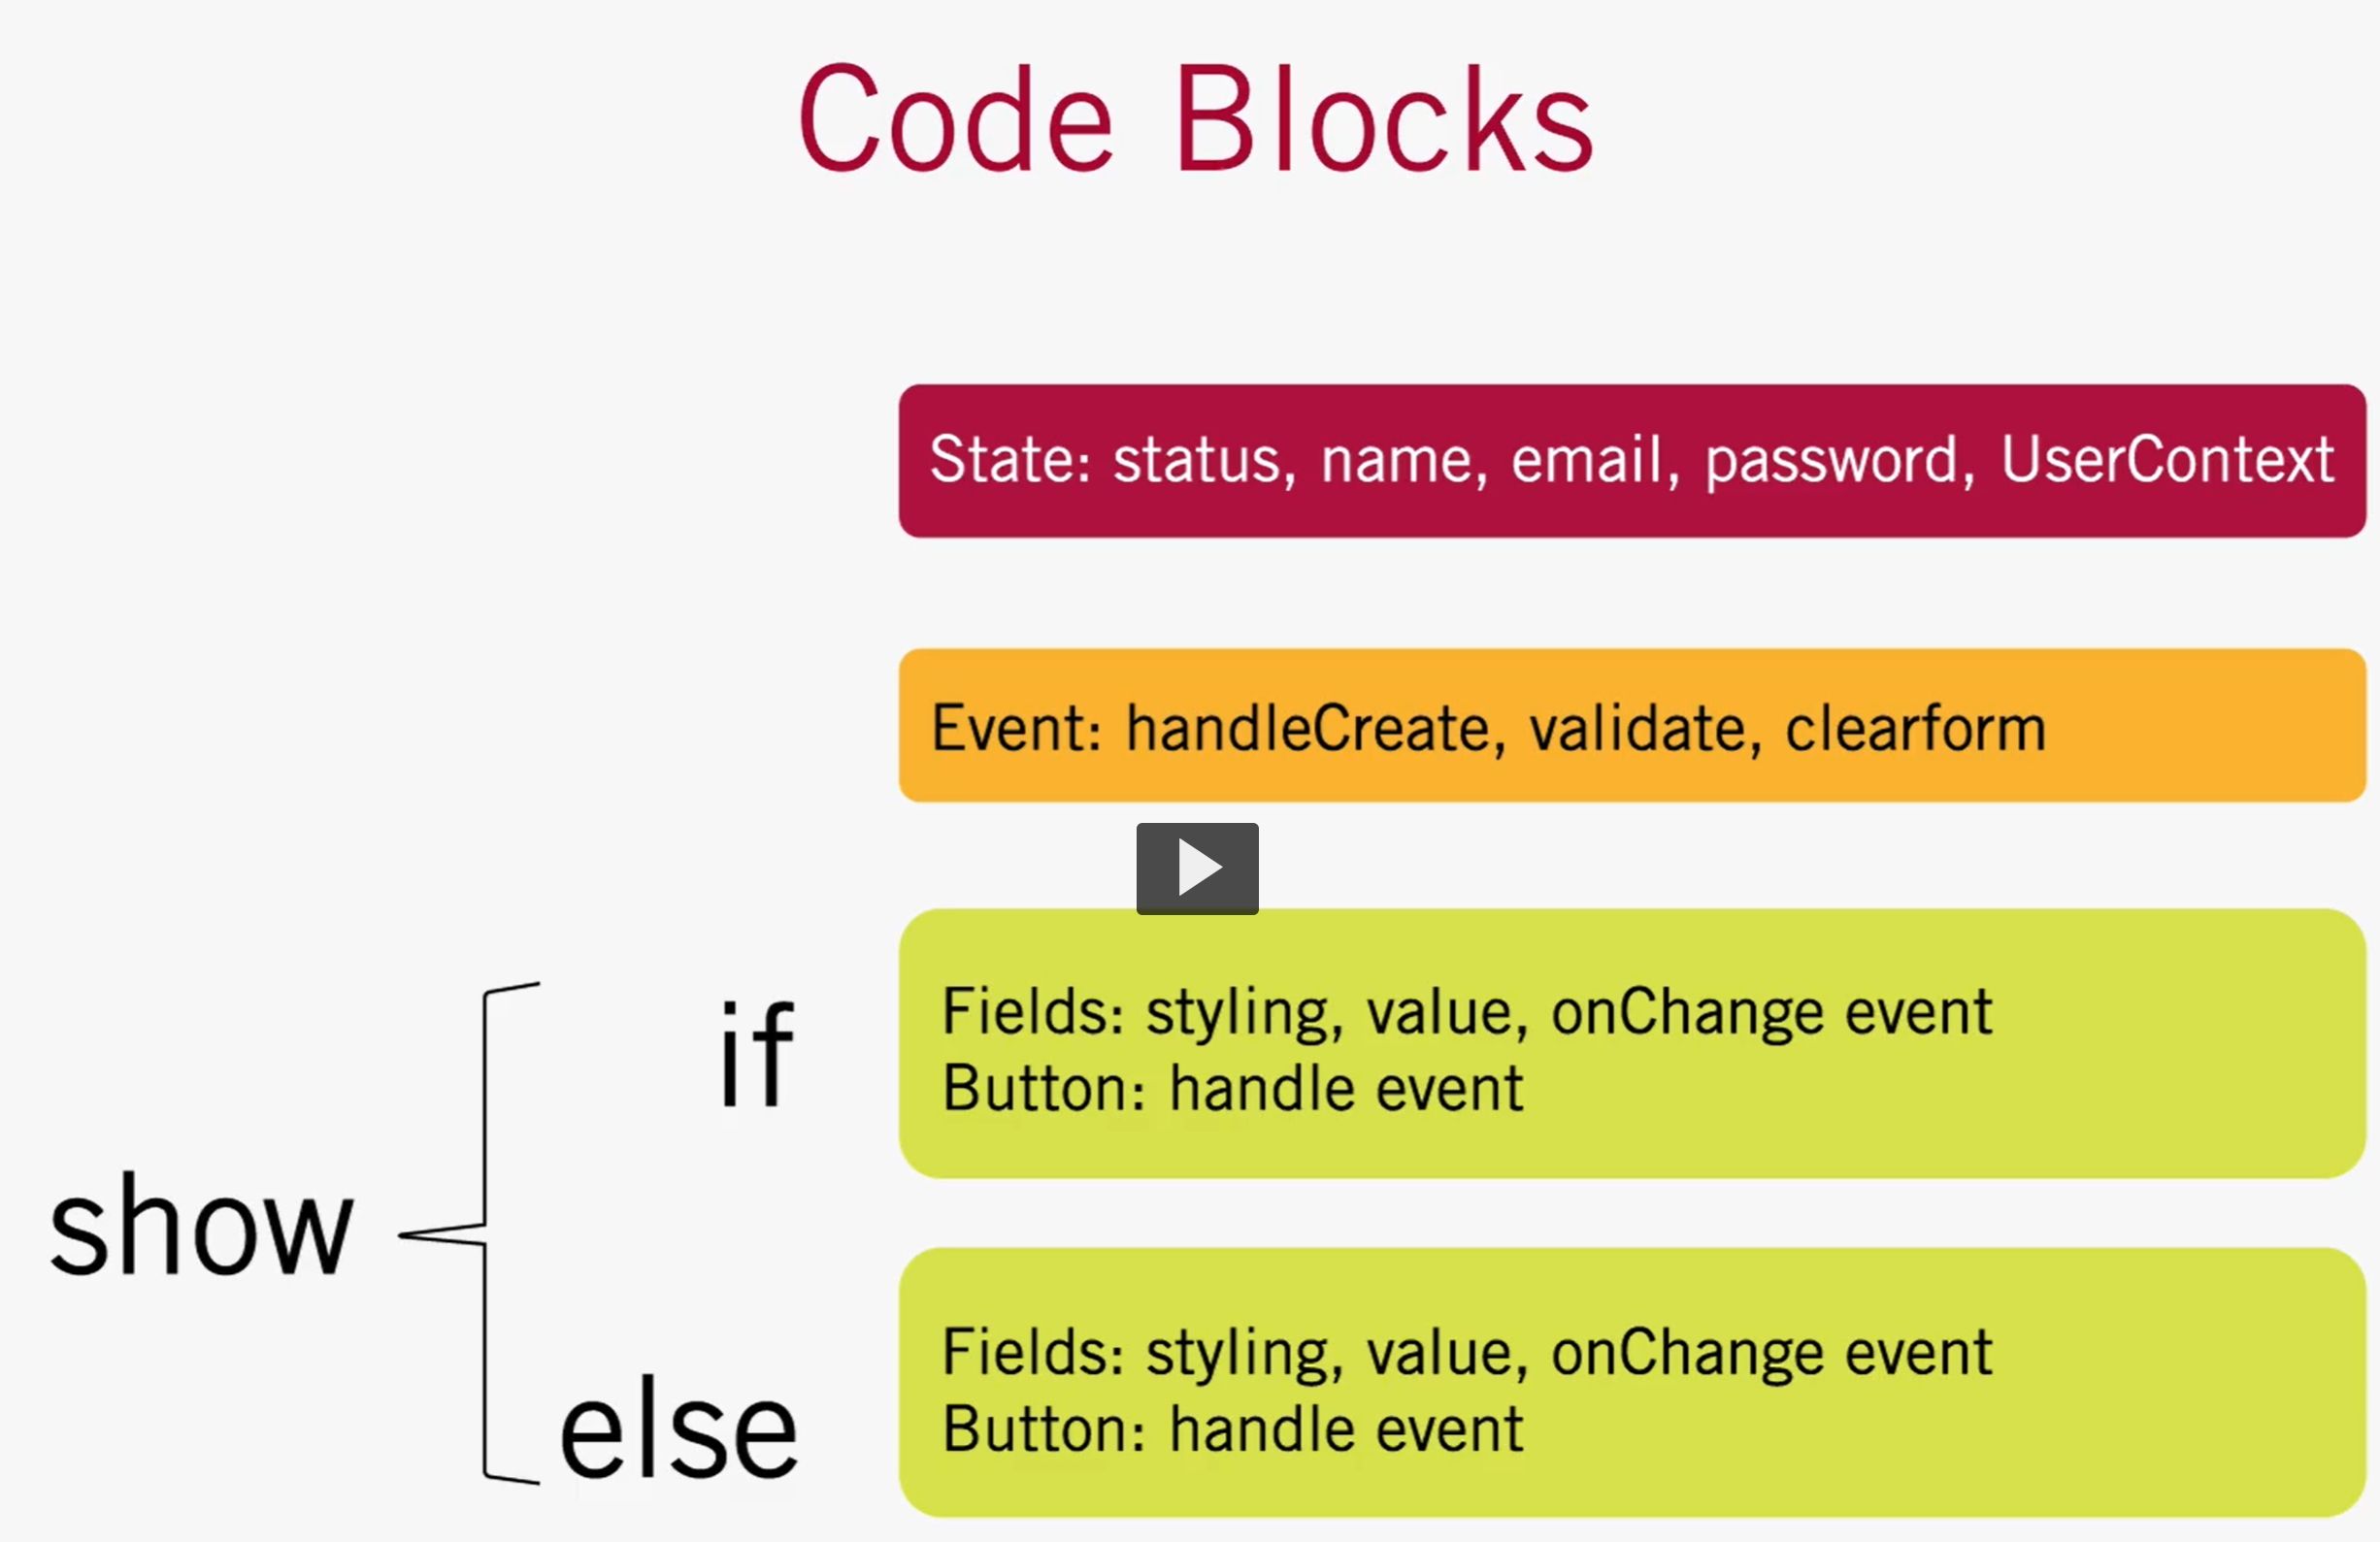 Code Blocks
State: status, name, email, password, UserContext
Event: handleCreate, validate, clearform
show
if
Fields: styling, value, onChange event
Button: handle event
else
Fields: styling, value, onChange event
Button: handle event